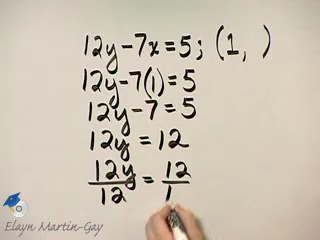 12y-7x=5; (1, )
12y-7(1)=5
12y-7=5
12y=12
12y/12 = 12/1
Elayn Martin-Gay